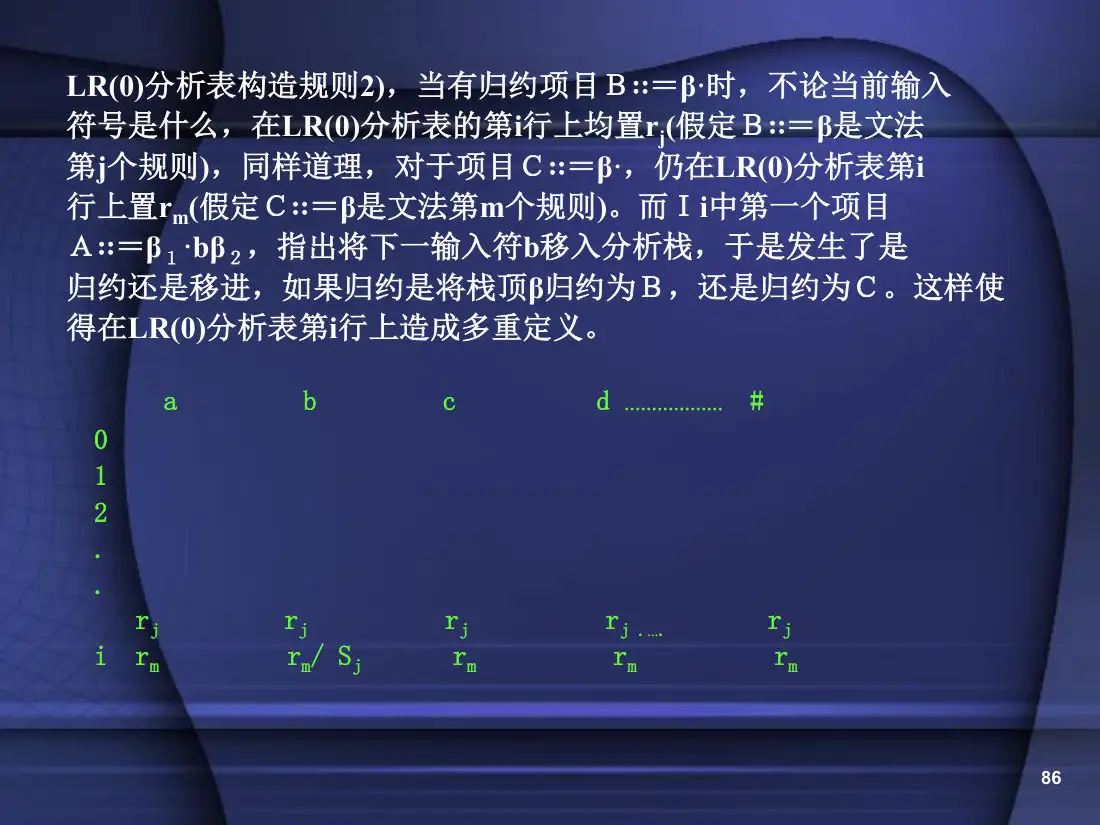 LR(0)分析表构造规则2)，当有归约项目Ｂ∷＝β·时，不论当前输入
符号是什么，在LR(0)分析表的第i行上均置rj(假定Ｂ∷＝β是文法
第j个规则)，同样道理，对于项目Ｃ∷＝β·，仍在LR(0)分析表第i
行上置rm(假定Ｃ∷＝β是文法第m个规则)。而Ｉi中第一个项目
Ａ∷＝β１·bβ２，指出将下一输入符b移入分析栈，于是发生了是
归约还是移进，如果归约是将栈顶β归约为Ｂ，还是归约为Ｃ。这样使
得在LR(0)分析表第i行上造成多重定义。
a b c d ……………… #
0
1
2
.
.
rj rj rj rj ….. rj
i rm rm/ Sj rm rm rm
86